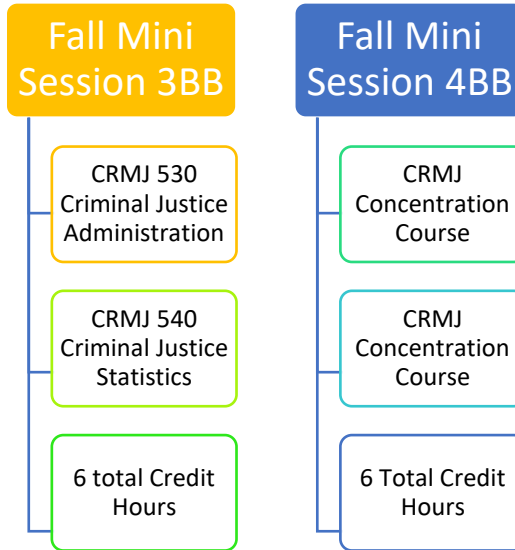 Fall Mini
Session 3BB
CRMJ 530
Criminal Justice
Administration
CRMJ 540
Criminal Justice
Statistics
6 total Credit
Hours
Fall Mini
Session 4BB
CRMJ
Concentration
Course
CRMJ
Concentration
Course
6 Total Credit
Hours